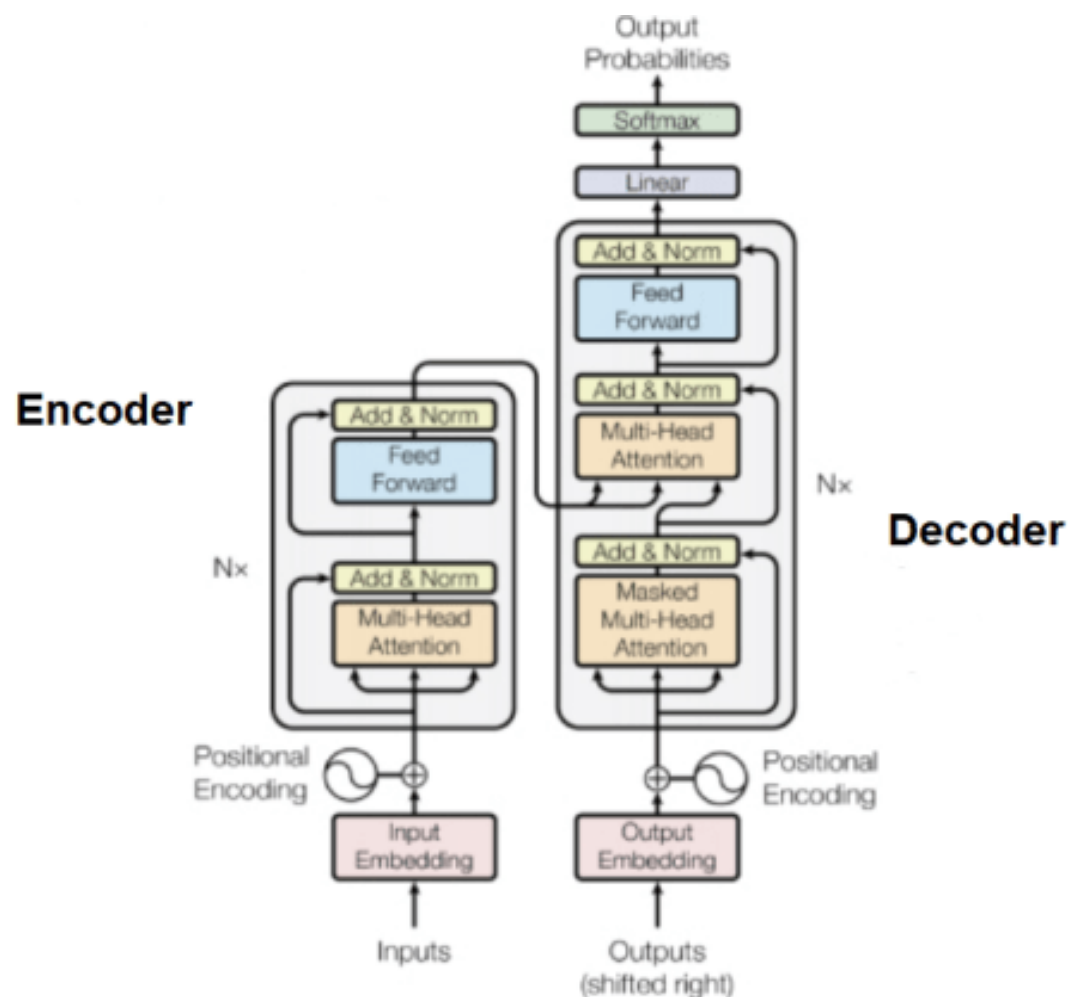 Output
Probabilities
Softmax
Linear
Add & Norm
Feed
Forward
Add & Norm
Multi-Head
Attention
Nx
Add & Norm
Masked
Multi-Head
Attention
Decoder
Encoder
Add & Norm
Feed
Forward
Nx
Add & Norm
Multi-Head
Attention
Positional
Encoding
Positional
Encoding
Input
Embedding
Output
Embedding
Inputs
Outputs
(shifted right)